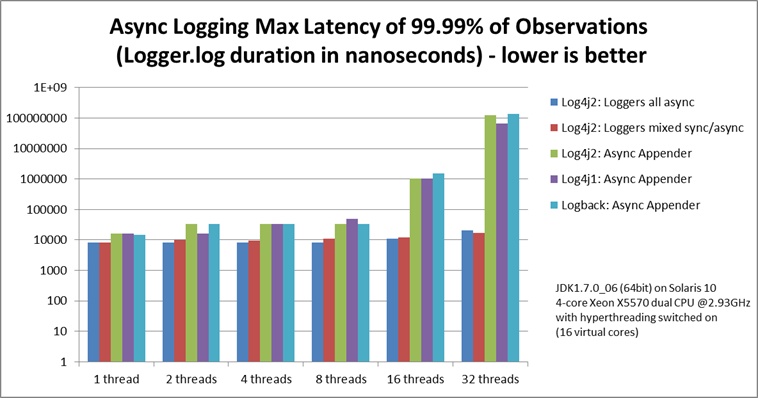 Async Logging Max Latency of 99.99% of Observations
(Logger.log duration in nanoseconds) - lower is better
1E+09
100000000
10000000
1000000
100000
10000
1000
100
10
1
1 thread
2 threads
4 threads
8 threads
16 threads
32 threads
Log4j2: Loggers all async
Log4j2: Loggers mixed sync/async
Log4j2: Async Appender
Log4j1: Async Appender
Logback: Async Appender
JDK1.7.0_06 (64bit) on Solaris 10
4-core Xeon X5570 dual CPU @2.93GHz
with hyperthreading switched on
(16 virtual cores)